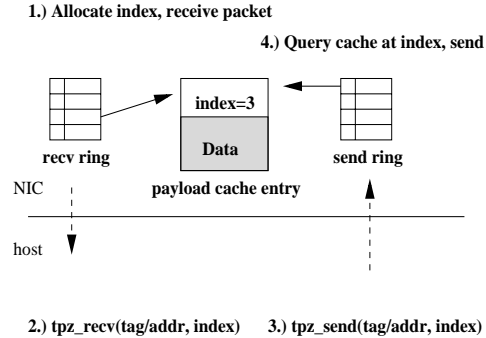 1.) Allocate index, receive packet
4.) Query cache at index, send
index=3
Data
recv ring
send ring
payload cache entry
NIC
host
2.) tpz_recv(tag/addr, index)
3.) tpz_send(tag/addr, index)